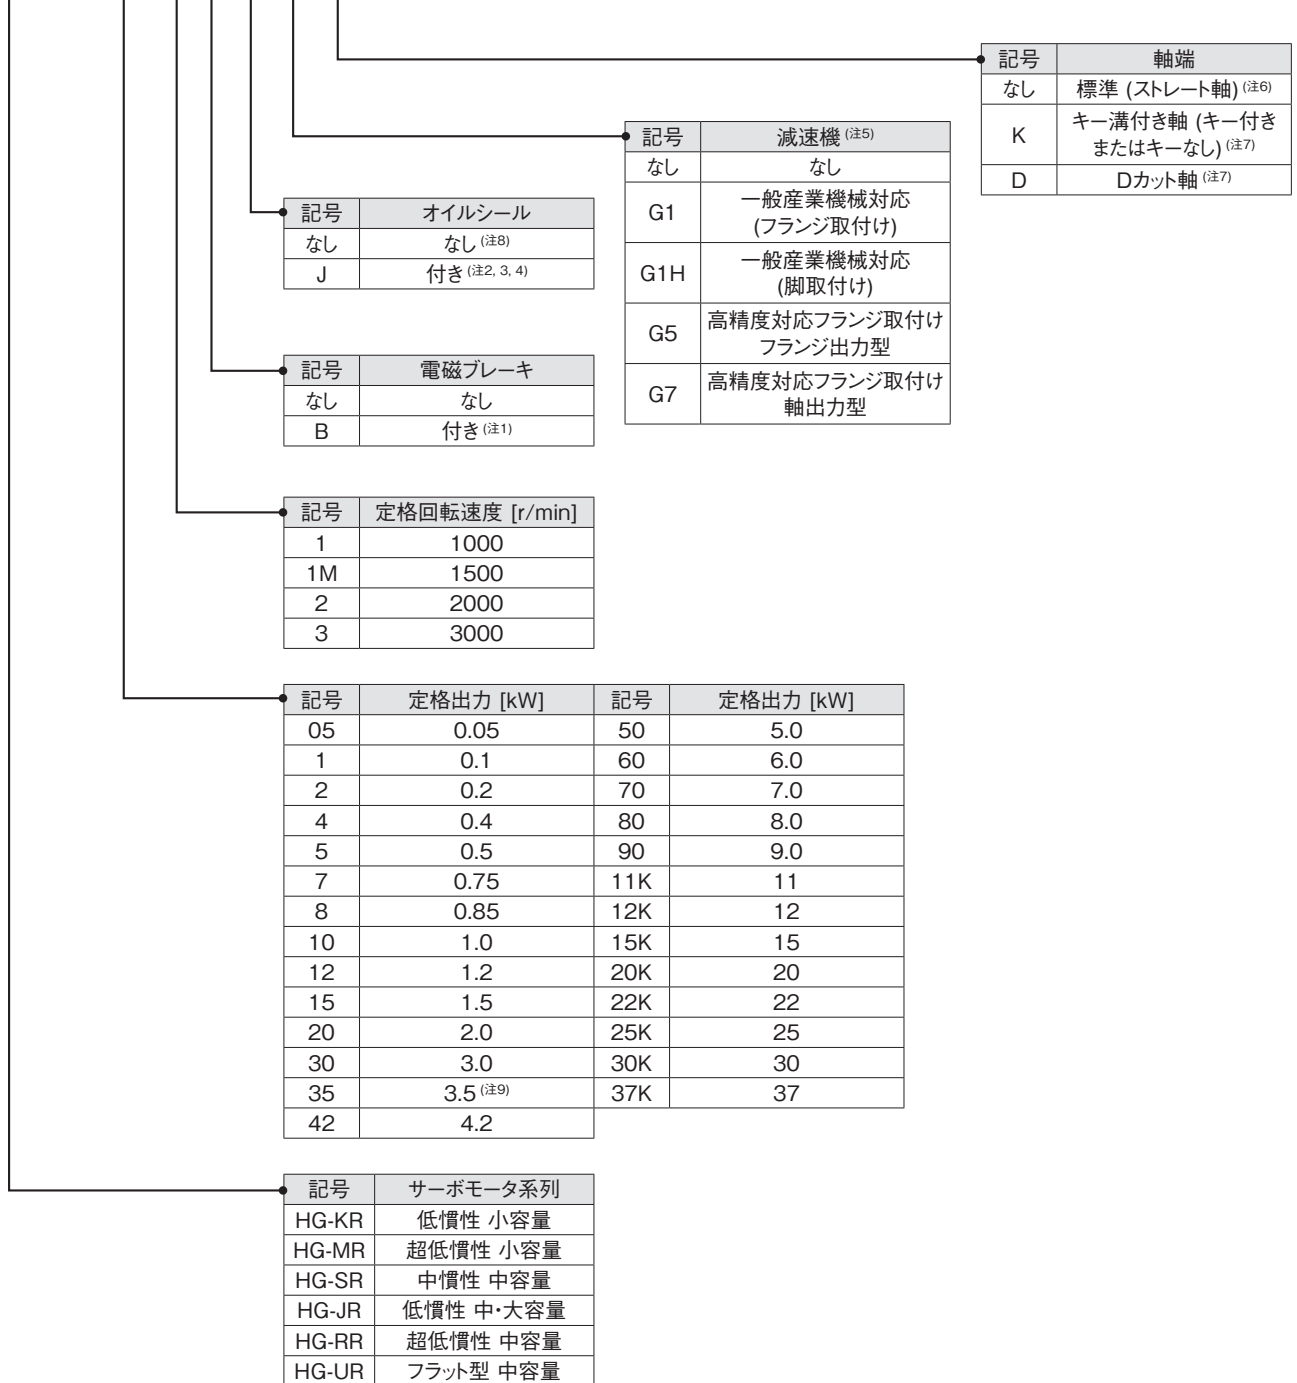 記号 軸端
なし 標準 (ストレート軸) (注6)
K キー溝付き軸 (キー付き
またはキーなし) (注7)
D Dカット軸 (注7)
記号 減速機 (注5)
なし なし
G1 一般産業機械対応
(フランジ取付け)
G1H 一般産業機械対応
(脚取付け)
G5 高精度対応フランジ取付け
フランジ出力型
G7 高精度対応フランジ取付け
軸出力型
記号 オイルシール
なし なし (注8)
J 付き (注2, 3, 4)
記号 電磁ブレーキ
なし なし
B 付き (注1)
記号 定格回転速度 [r/min]
1 1000
1M 1500
2 2000
3 3000
記号 定格出力 [kW] 記号 定格出力 [kW]
05 0.05 50 5.0
1 0.1 60 6.0
2 0.2 70 7.0
4 0.4 80 8.0
5 0.5 90 9.0
7 0.75 11K 11
8 0.85 12K 12
10 1.0 15K 15
12 1.2 20K 20
15 1.5 22K 22
20 2.0 25K 25
30 3.0 30K 30
35 3.5 (注9) 37K 37
42 4.2
記号 サーボモータ系列
HG-KR 低慣性 小容量
HG-MR 超低慣性 小容量
HG-SR 中慣性 中容量
HG-JR 低慣性 中・大容量
HG-RR 超低慣性 中容量
HG-UR フラット型 中容量